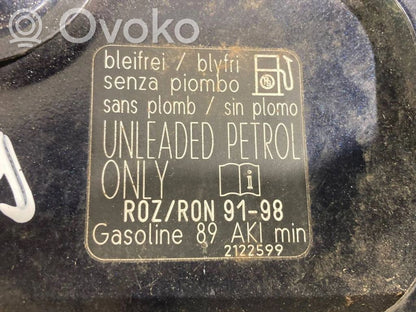 Ovoko
bleifrei / blyfri
senza piombo
sans plomb / sin plomo
UNLEADED PETROL
ONLY
ROZ/RON 91-98
Gasoline 89 AKI min
2122599